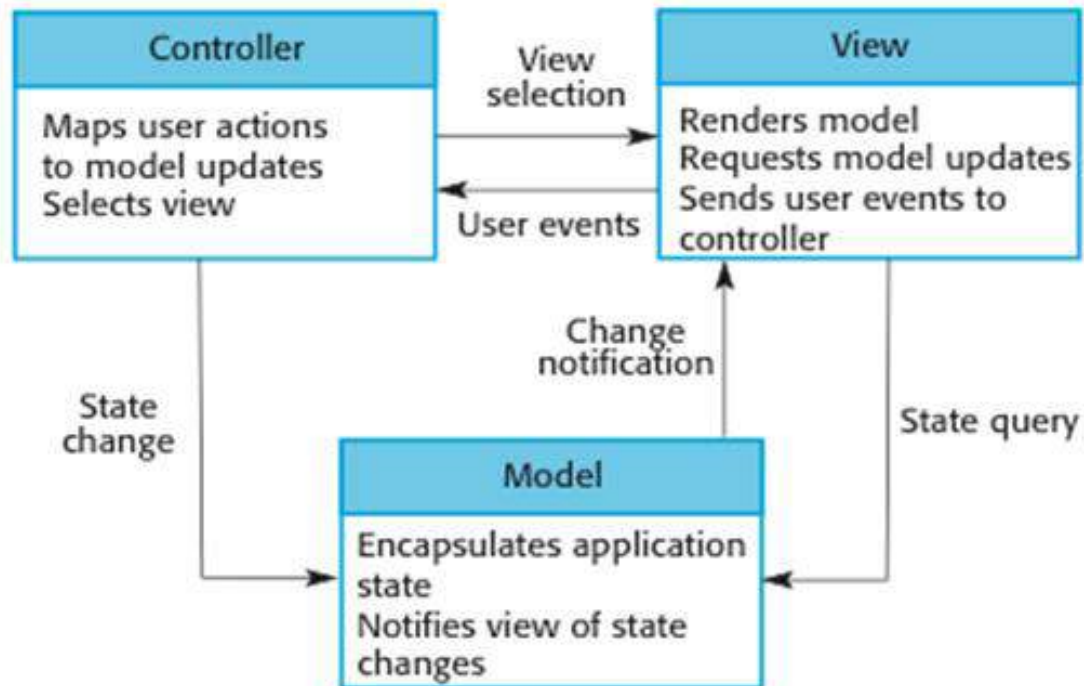 Controller
Maps user actions
to model updates
Selects view
View
selection
User events
View
Renders model
Requests model updates
Sends user events to
controller
State
change
Change
notification
State query
Model
Encapsulates application
state
Notifies view of state
changes